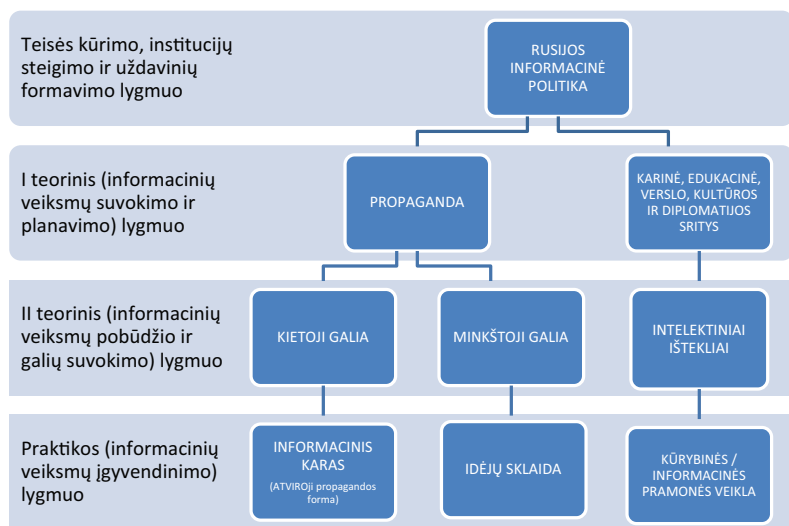 Teisės kūrimo, institucijų
steigimo ir uždavinių
formavimo lygmuo
RUSIJOS
INFORMACINĖ
POLITIKA
I teorinis (informacinių
veiksmų suvokimo ir
planavimo) lygmuo
PROPAGANDA
KARINĖ, EDUKACINĖ,
VERSLO, KULTŪROS
IR DIPLOMATIJOS
SRITYS
II teorinis (informacinių
veiksmų pobūdžio ir
galių suvokimo) lygmuo
KIETOJI GALIA
MINKŠTOJI GALIA
INTELEKTINIAI
IŠTEKLIAI
Praktikos (informacinių
veiksmų įgyvendinimo)
lygmuo
INFORMACINIS
KARAS
(ATVIROji propagandos
forma)
IDĖJŲ SKLAIDA
KŪRYBINĖS /
INFORMACINĖS
PRAMONĖS VEIKLA